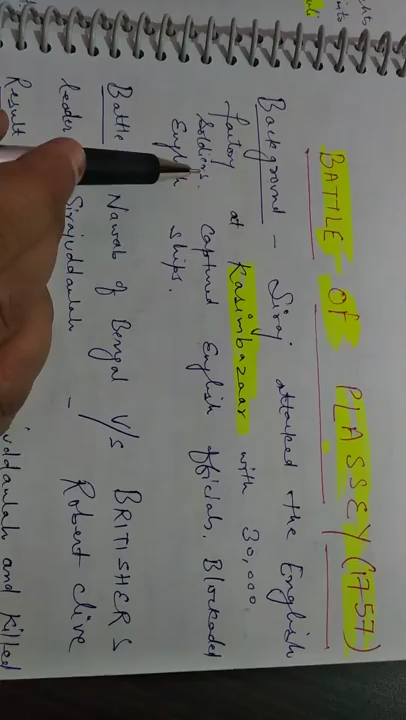 BATTLE OF PLASSEY (1757)
Background - Siraj attacked the English
factory at Kasimbazaar with 30,000
Soldiers. Captured English officials. Blockaded
English ships.
Battle Nawab of Bengal V/s BRITISHERS
leader Sirajuddaulah - Robert clive
Result uddaulah and killed